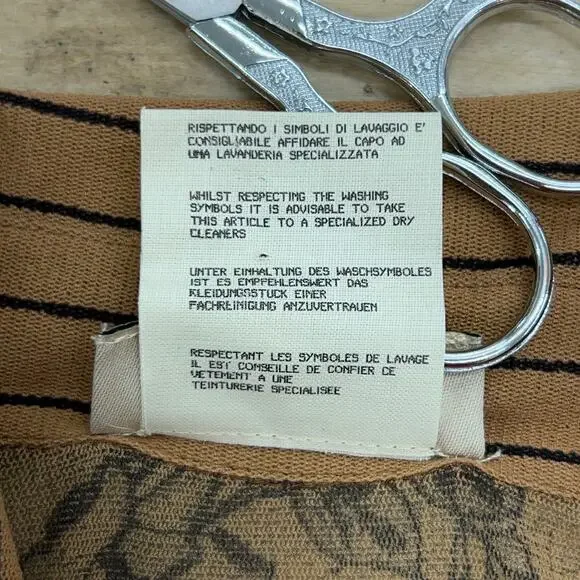 RISPETTANDO I SIMBOLI DI LAVAGGIO E'
CONSIGLIABILE AFFIDARE IL CAPO AD
UNA LAVANDERIA SPECIALIZZATA
WHILST RESPECTING THE WASHING
SYMBOLS IT IS ADVISABLE TO TAKE
THIS ARTICLE TO A SPECIALIZED DRY
CLEANERS
UNTER EINHALTUNG DES WASCHSYMBOLES
IST ES EMPFEHLENSWERT DAS
KLEIDUNGSSTUCK EINER
FACHREINIGUNG ANZUVERTRAUEN
RESPECTANT LES SYMBOLES DE LAVAGE
IL EST CONSEILLE DE CONFIER CE
VETEMENT A UNE
TEINTURERIE SPECIALISEE